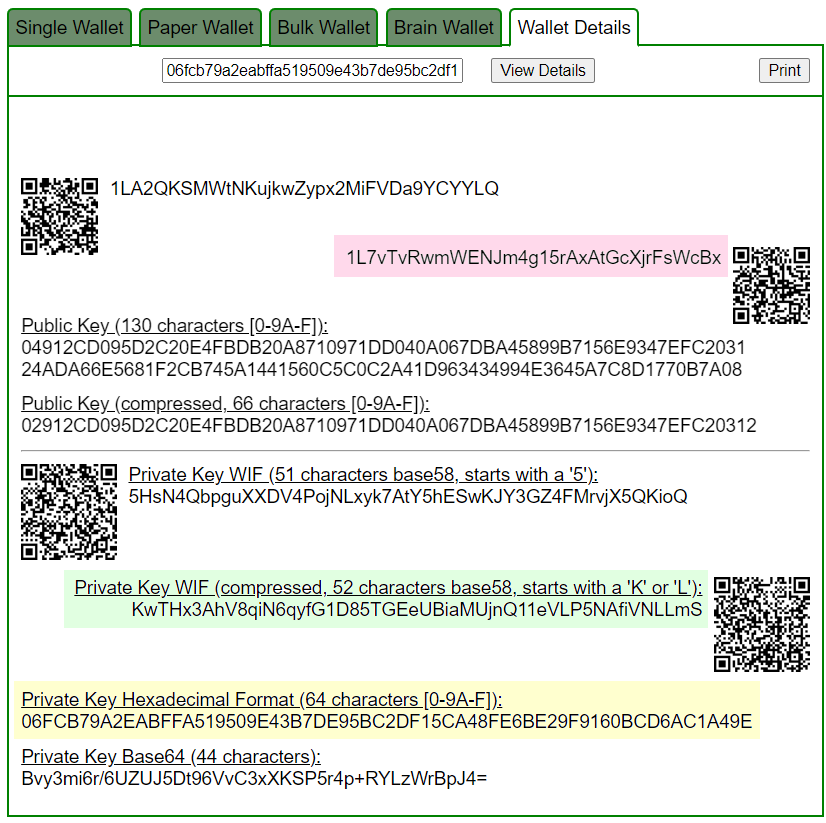 Single Wallet
Paper Wallet
Bulk Wallet
Brain Wallet
Wallet Details
06fcb79a2eabffa519509e43b7de95bc2df1
View Details
Print
1LA2QKSMWtNKujkwZypx2MiFVDa9YCYYLQ
1L7vTvRwmWENJm4g15rAxAtGcXjrFsWcBx
Public Key (130 characters [0-9A-F]):
04912CD095D2C20E4FBDB20A8710971DD040A067DBA45899B7156E9347EFC2031
24ADA66E5681F2CB745A1441560C5C0C2A41D963434994E3645A7C8D1770B7A08
Public Key (compressed, 66 characters [0-9A-F]):
02912CD095D2C20E4FBDB20A8710971DD040A067DBA45899B7156E9347EFC20312
Private Key WIF (51 characters base58, starts with a '5'):
5HsN4QbpguXXDV4PojNLxyk7AtY5hESwKJY3GZ4FMrvjX5QKioQ
Private Key WIF (compressed, 52 characters base58, starts with a 'K' or 'L'):
KwTHx3AhV8qiN6qyfG1D85TGEeUBiaMUjnQ11eVLP5NAfiVNLLmS
Private Key Hexadecimal Format (64 characters [0-9A-F]):
06FCB79A2EABFFA519509E43B7DE95BC2DF15CA48FE6BE29F9160BCD6AC1A49E
Private Key Base64 (44 characters):
Bvy3mi6r/6UZUJ5Dt96VvC3xXKSP5r4p+RYLzWrBpJ4=